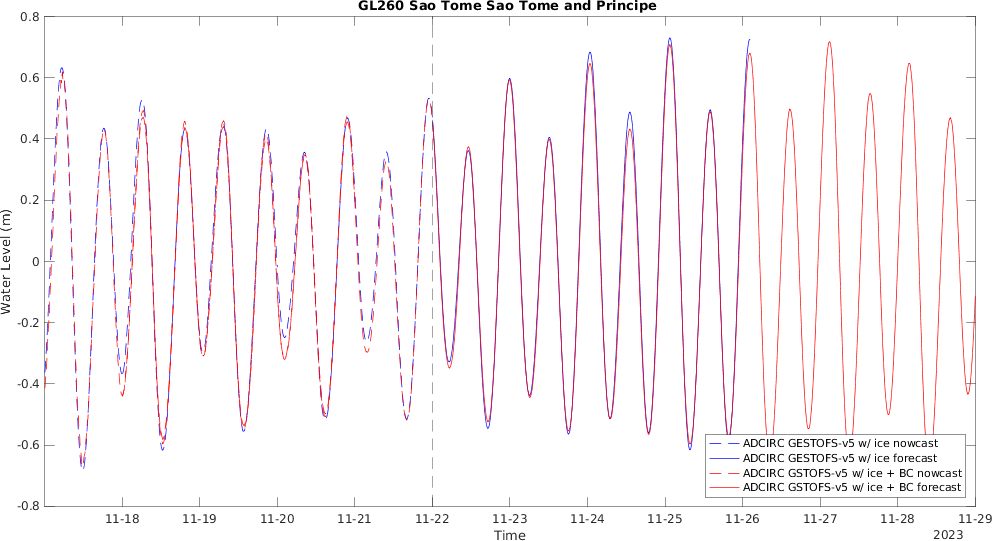 GL260 Sao Tome Sao Tome and Principe
0.8
0.6
0.4
0.2
0
-0.2
-0.4
-0.6
-0.8
Water Level (m)
ADCIRC GESTOFS-v5 w/ ice nowcast
ADCIRC GESTOFS-v5 w/ ice forecast
ADCIRC GSTOFS-v5 w/ ice + BC nowcast
ADCIRC GSTOFS-v5 w/ ice + BC forecast
11-18 11-19 11-20 11-21 11-22 11-23 11-24 11-25 11-26 11-27 11-28 11-29
Time
2023